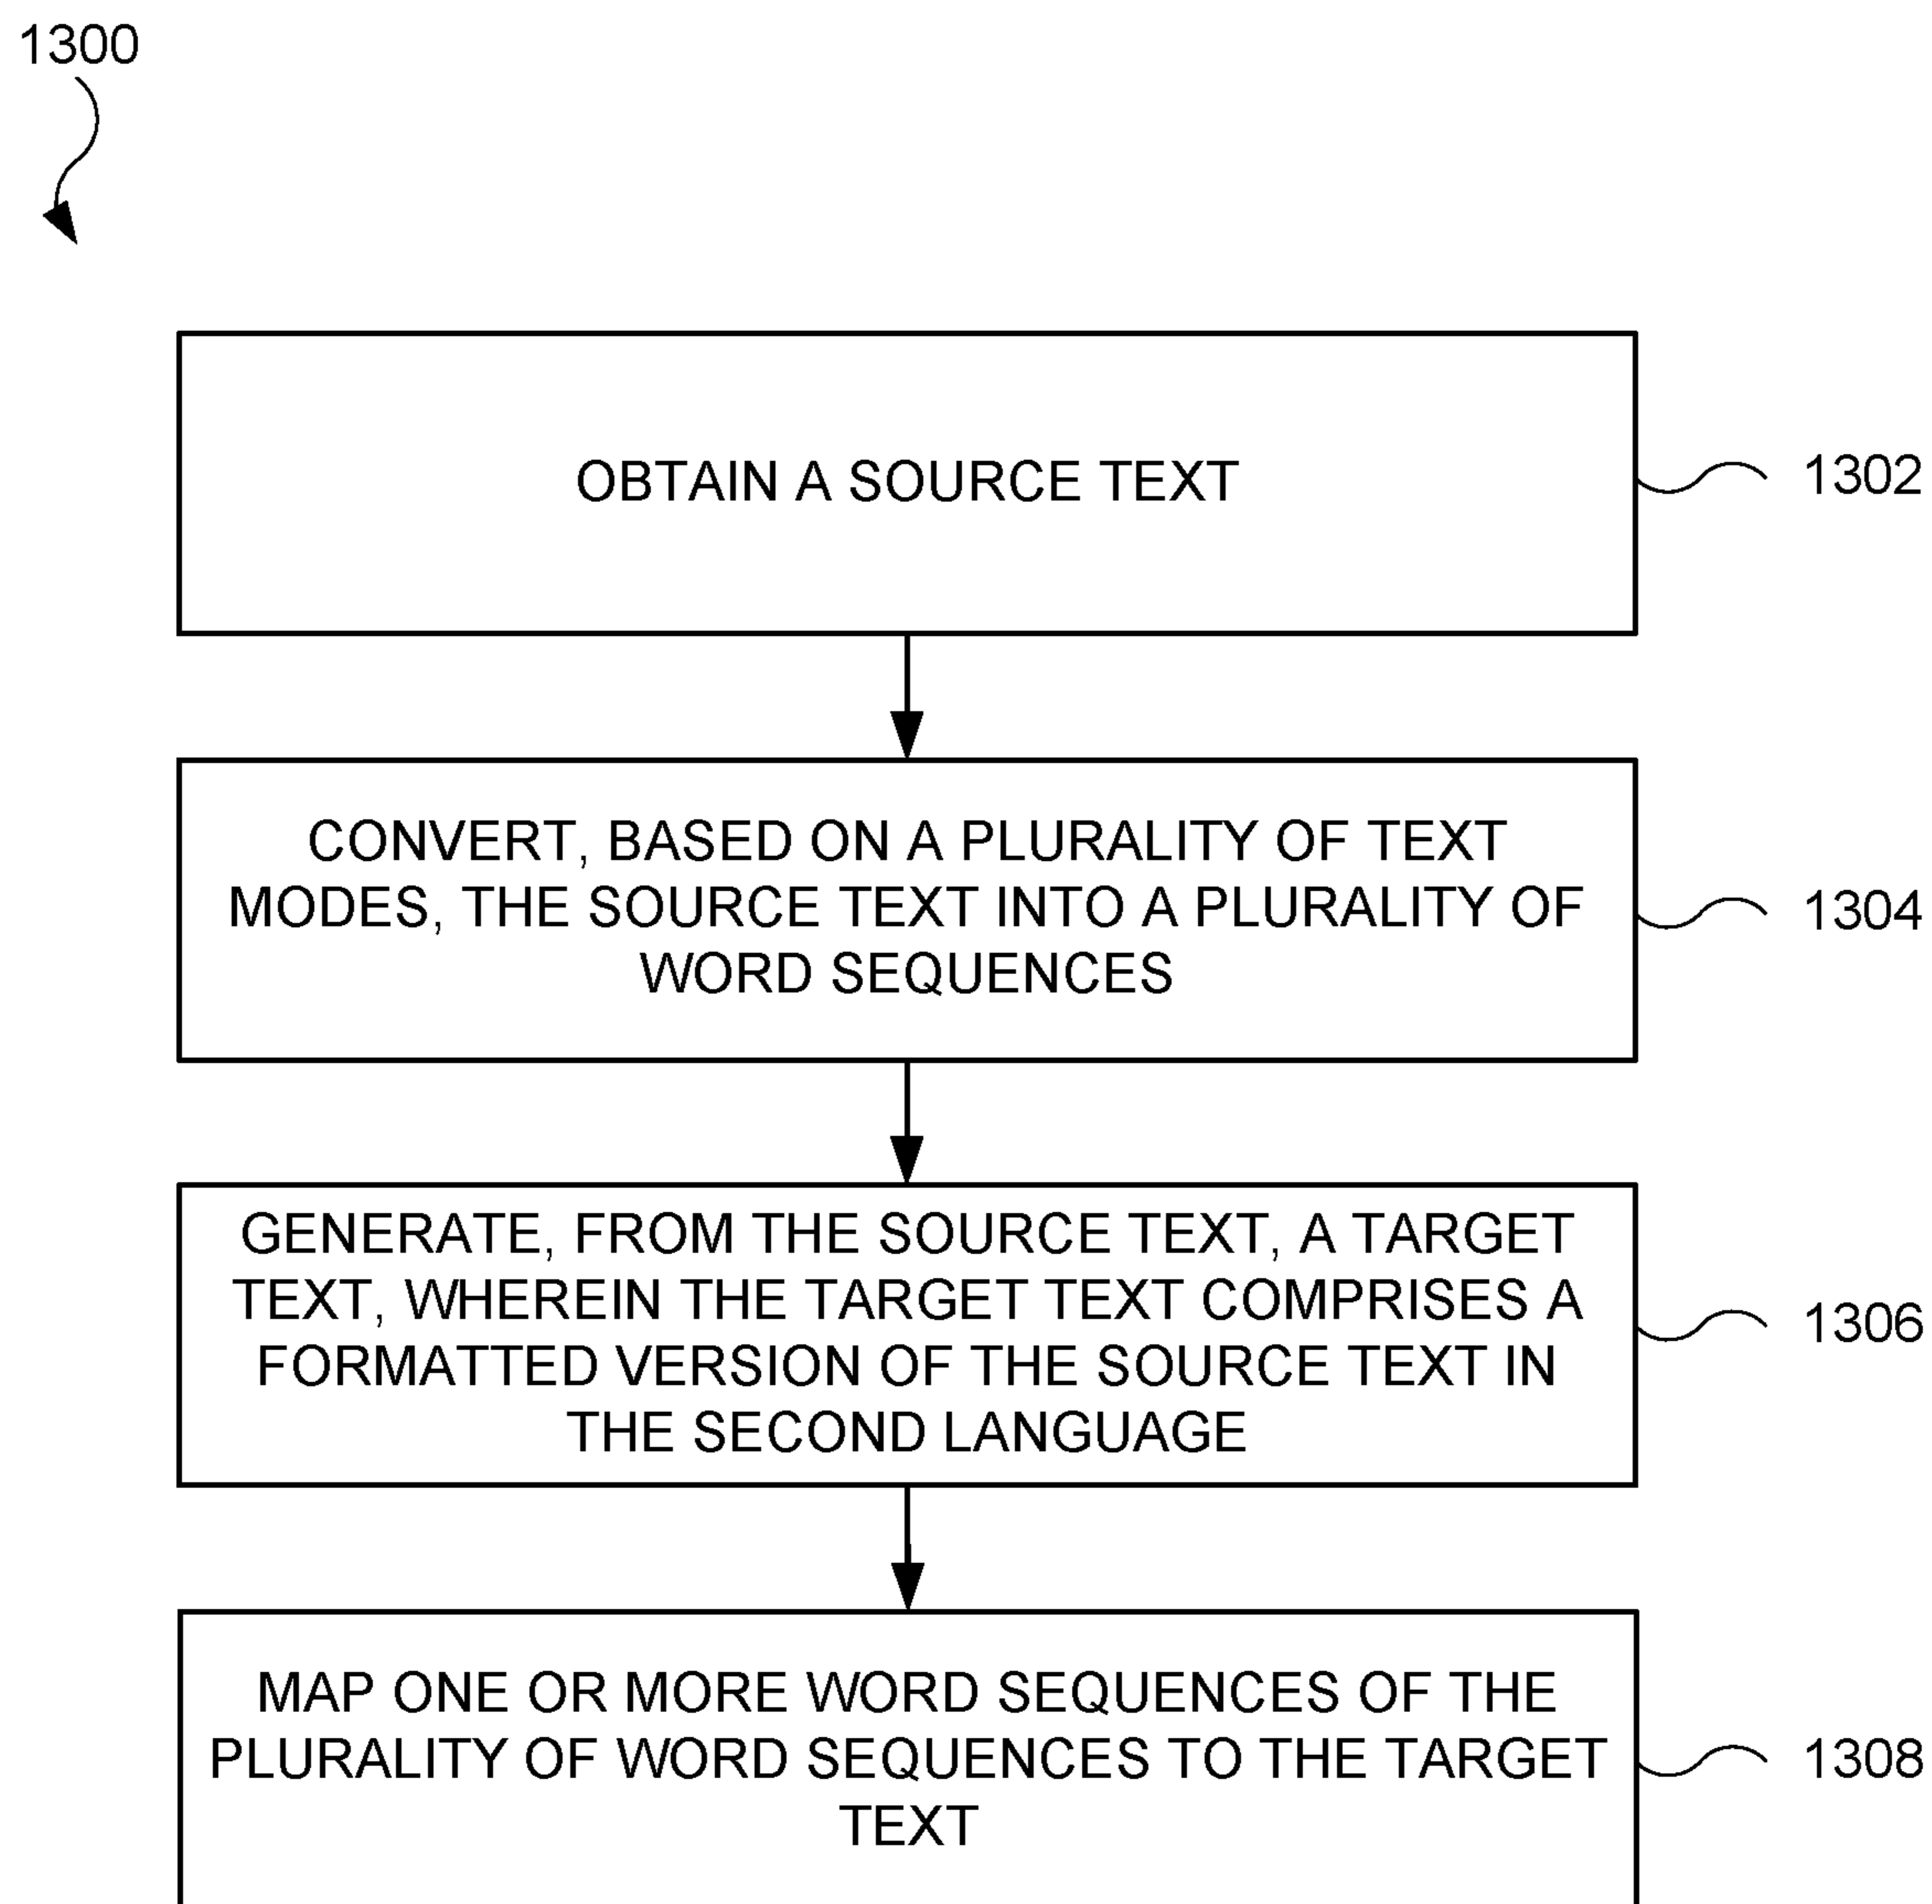 1300
OBTAIN A SOURCE TEXT
1302
CONVERT, BASED ON A PLURALITY OF TEXT
MODES, THE SOURCE TEXT INTO A PLURALITY OF
WORD SEQUENCES
1304
GENERATE, FROM THE SOURCE TEXT, A TARGET
TEXT, WHEREIN THE TARGET TEXT COMPRISES A
FORMATTED VERSION OF THE SOURCE TEXT IN
THE SECOND LANGUAGE
1306
MAP ONE OR MORE WORD SEQUENCES OF THE
PLURALITY OF WORD SEQUENCES TO THE TARGET
TEXT
1308